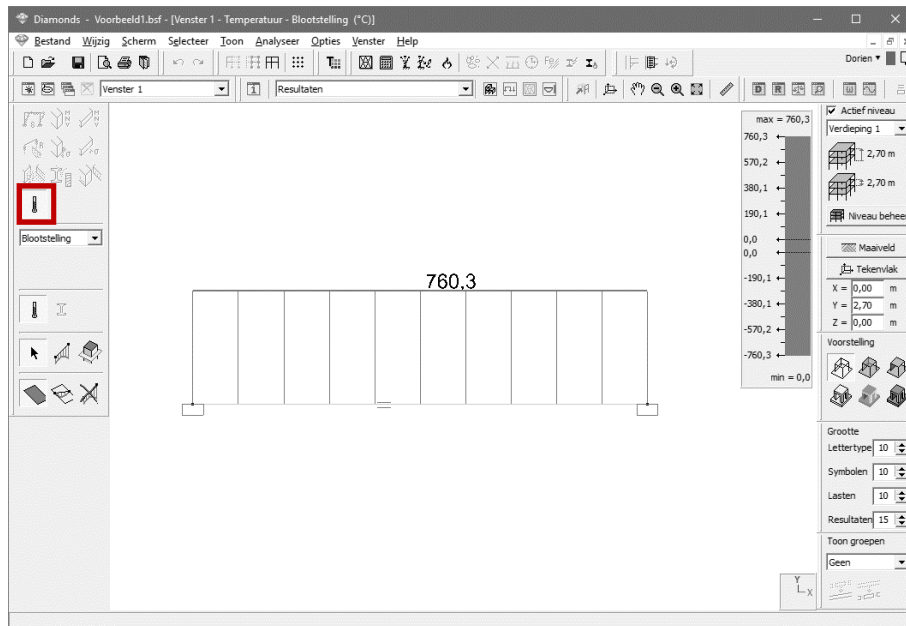 Diamonds - Voorbeeld1.bsf - [Venster 1 - Temperatuur - Blootstelling (°C)]
Bestand Wijzig Scherm Selecteer Toon Analyseer Opties Venster Help
Dorien
Venster 1
1
Resultaten
D R
Blootstelling
760,3
max = 760,3
760,3
570,2
380,1
190,1
0,0
0,0
-190,1
-380,1
-570,2
-760,3
min = 0,0
Actief niveau
Verdieping 1
2,70 m
2,70 m
Niveau beheer
Maaiveld
Tekenvlak
X = 0,00 m
Y = 2,70 m
Z = 0,00 m
Voorstelling
Grootte
Lettertype 10
Symbolen 10
Lasten 10
Resultaten 15
Toon groepen
Geen
Y
X